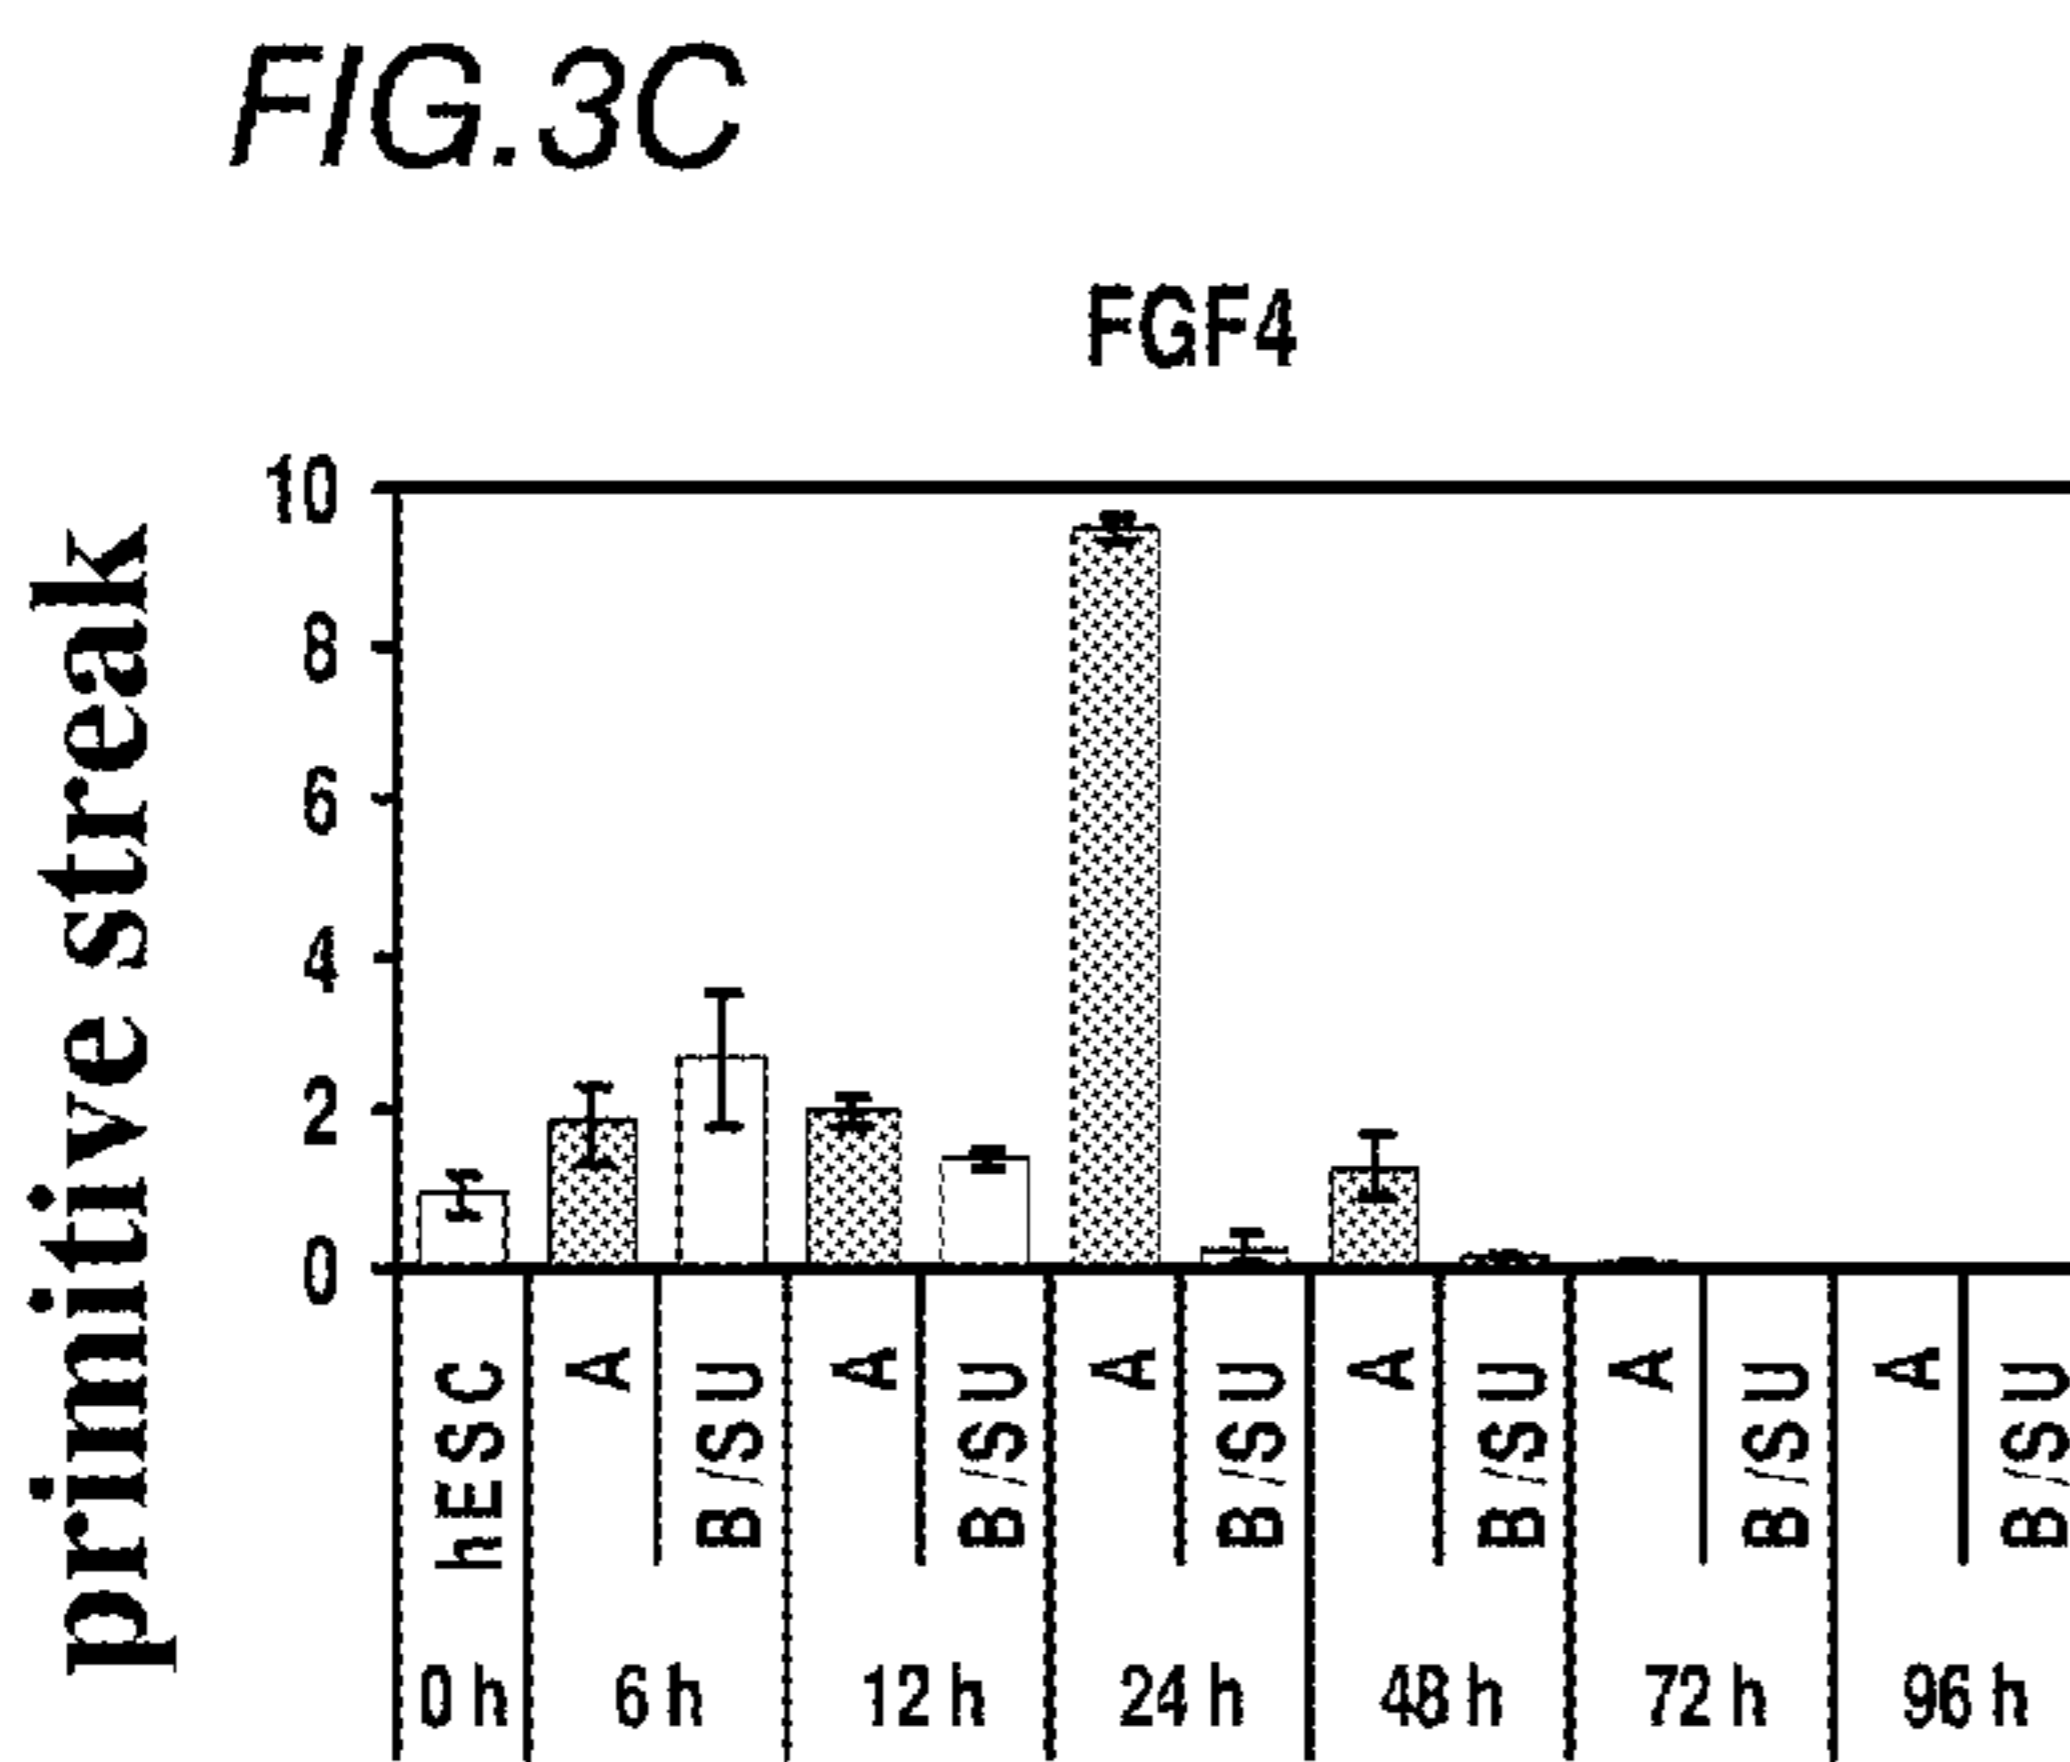 FIG.3C
FGF4
primitive streak
10
8
6
4
2
0
hESC A B/SU A B/SU A B/SU A B/SU A B/SU A B/SU
0 h 6 h 12 h 24 h 48 h 72 h 96 h